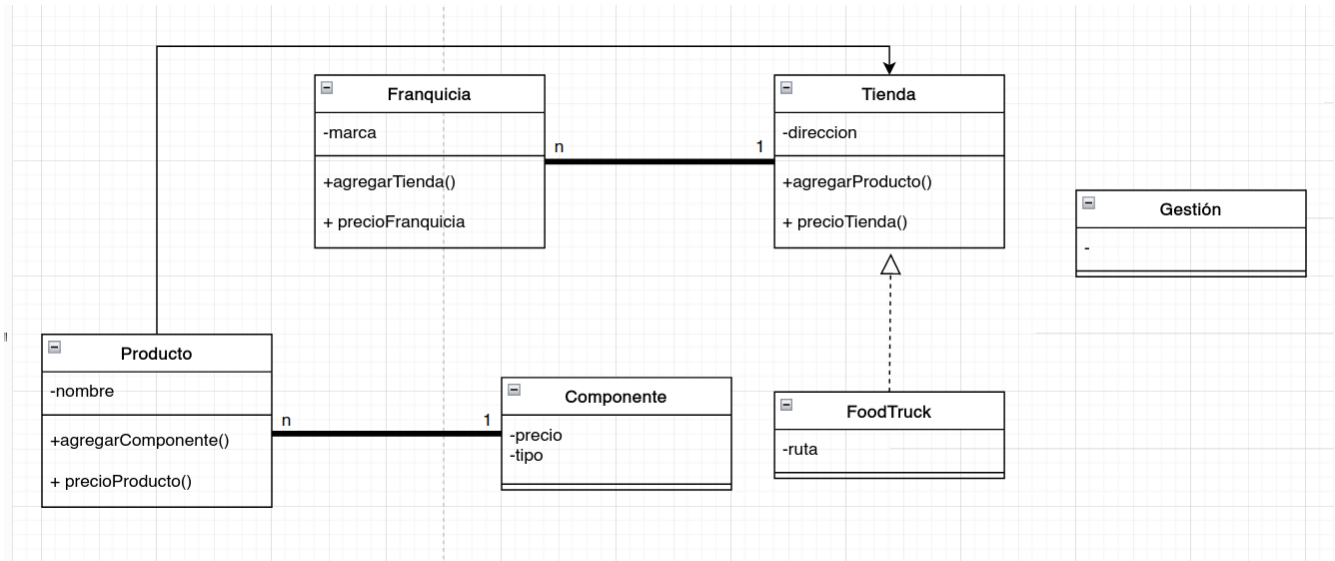 Franquicia
-marca
+agregarTienda()
+ precioFranquicia
n
1
Tienda
-direccion
+agregarProducto()
+ precioTienda()
Gestión
-
Producto
-nombre
+agregarComponente()
+ precioProducto()
n
1
Componente
-precio
-tipo
FoodTruck
-ruta